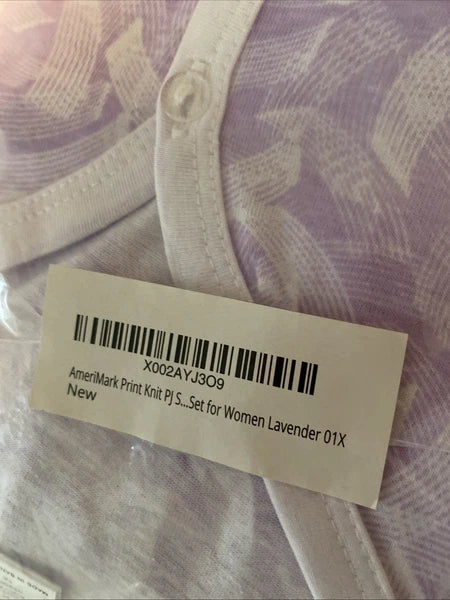 X002AYJ3O9
AmeriMark Print Knit PJ S...Set for Women Lavender 01X
New